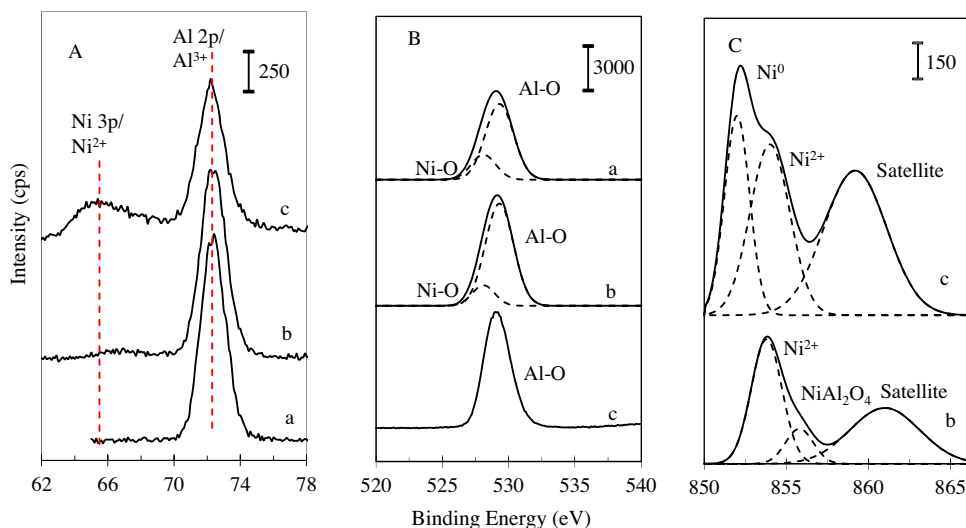 A
Al 2p/
Al³⁺
250
Ni 3p/
Ni²⁺
c
b
a
62 66 70 74 78
Intensity (cps)
B
3000
Al-O
Ni-O
a
Al-O
Ni-O
b
Al-O
c
520 525 530 535 540
Binding Energy (eV)
C
150
Ni⁰
Ni²⁺
Satellite
c
Ni²⁺
NiAl₂O₄ Satellite
b
850 855 860 865